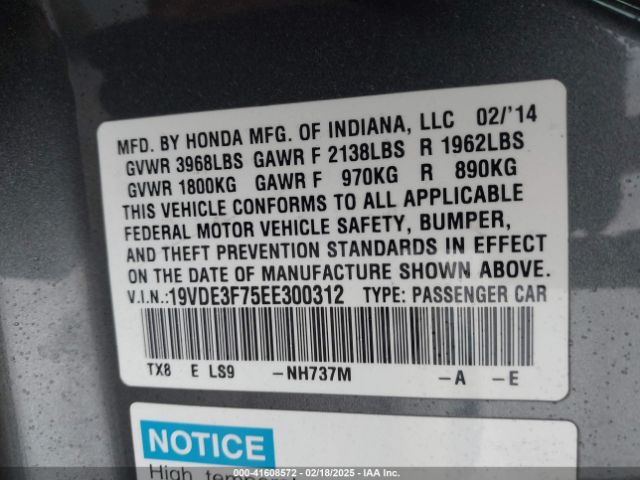 MFD. BY HONDA MFG. OF INDIANA, LLC 02/'14
GVWR 3968LBS GAWR F 2138LBS R 1962LBS
GVWR 1800KG GAWR F 970KG R 890KG
THIS VEHICLE CONFORMS TO ALL APPLICABLE
FEDERAL MOTOR VEHICLE SAFETY, BUMPER,
AND THEFT PREVENTION STANDARDS IN EFFECT
ON THE DATE OF MANUFACTURE SHOWN ABOVE.
V.I.N.:19VDE3F75EE300312 TYPE: PASSENGER CAR
TX8 E LS9 -NH737M -A -E
NOTICE
High
000-41608572 - 02/18/2025 - IAA Inc.